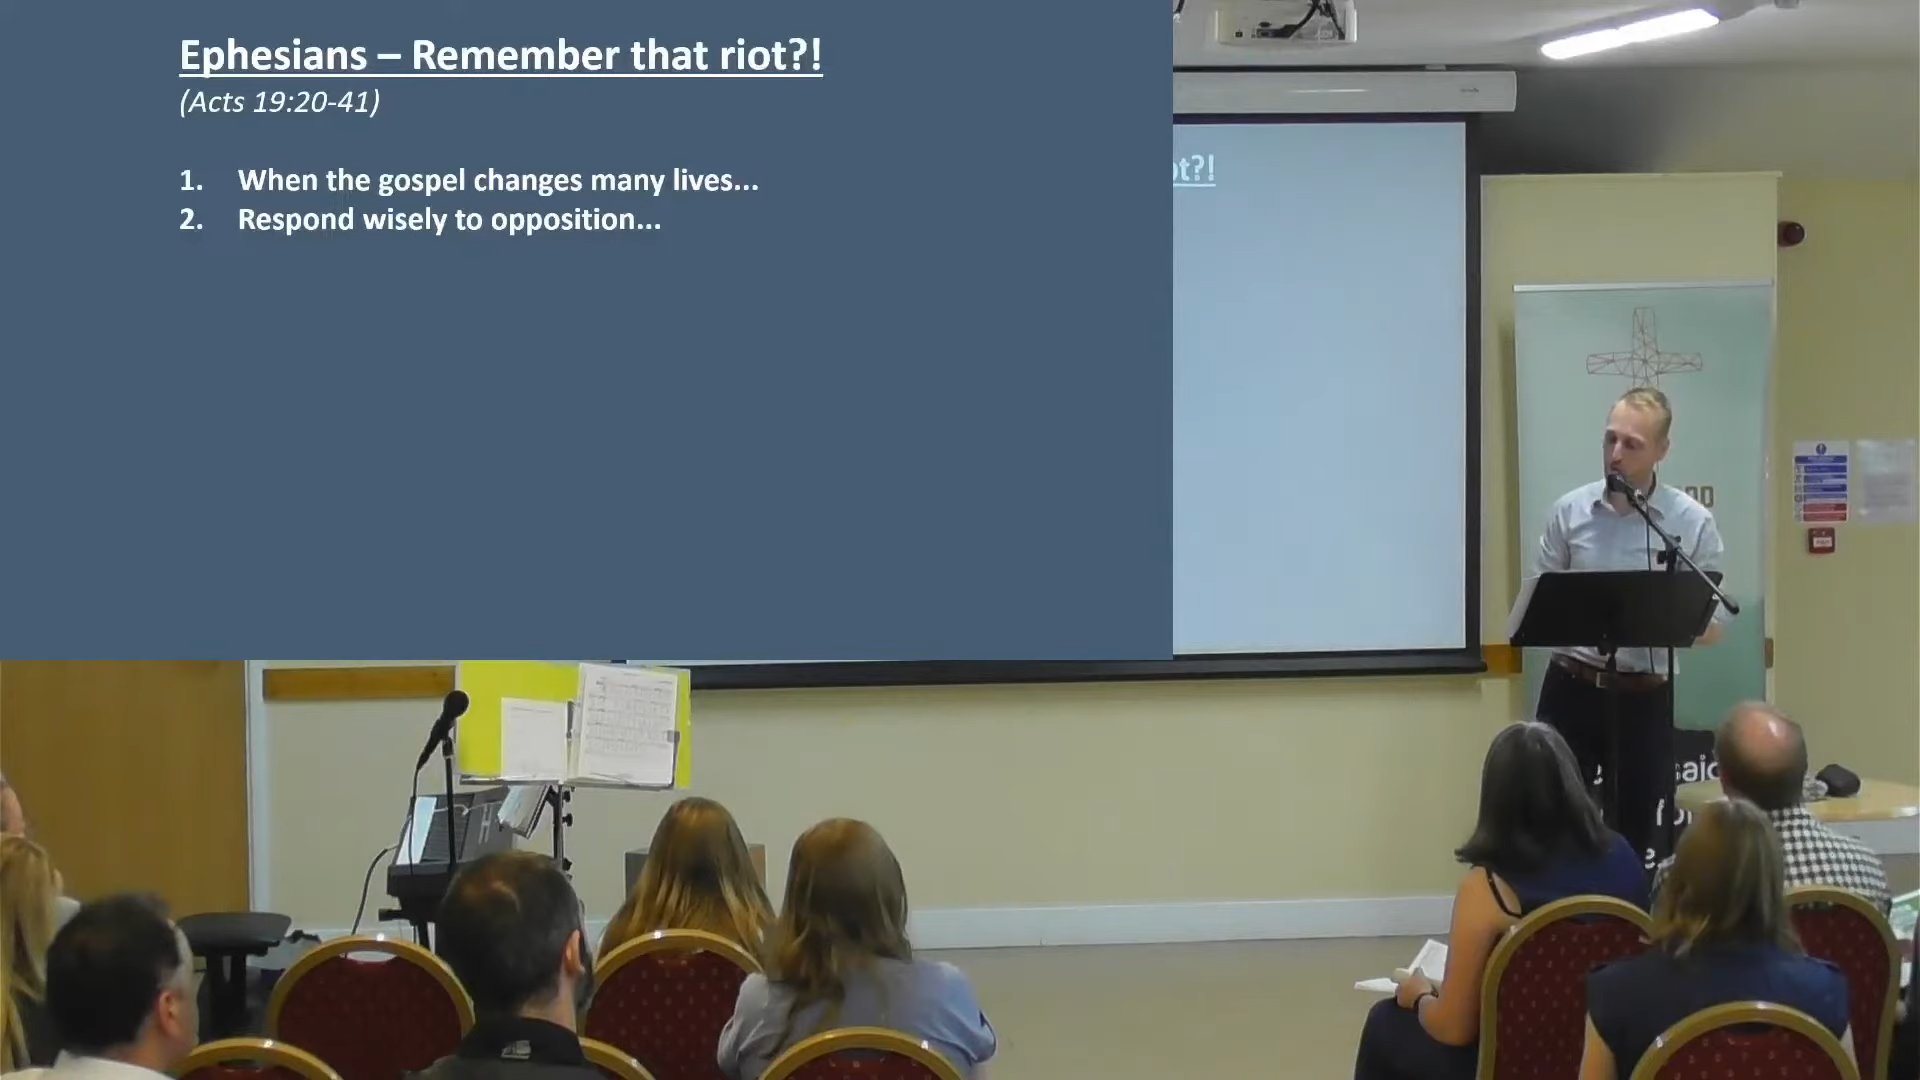 Ephesians – Remember that riot?!
(Acts 19:20-41)
1. When the gospel changes many lives...
2. Respond wisely to opposition...
ot?!